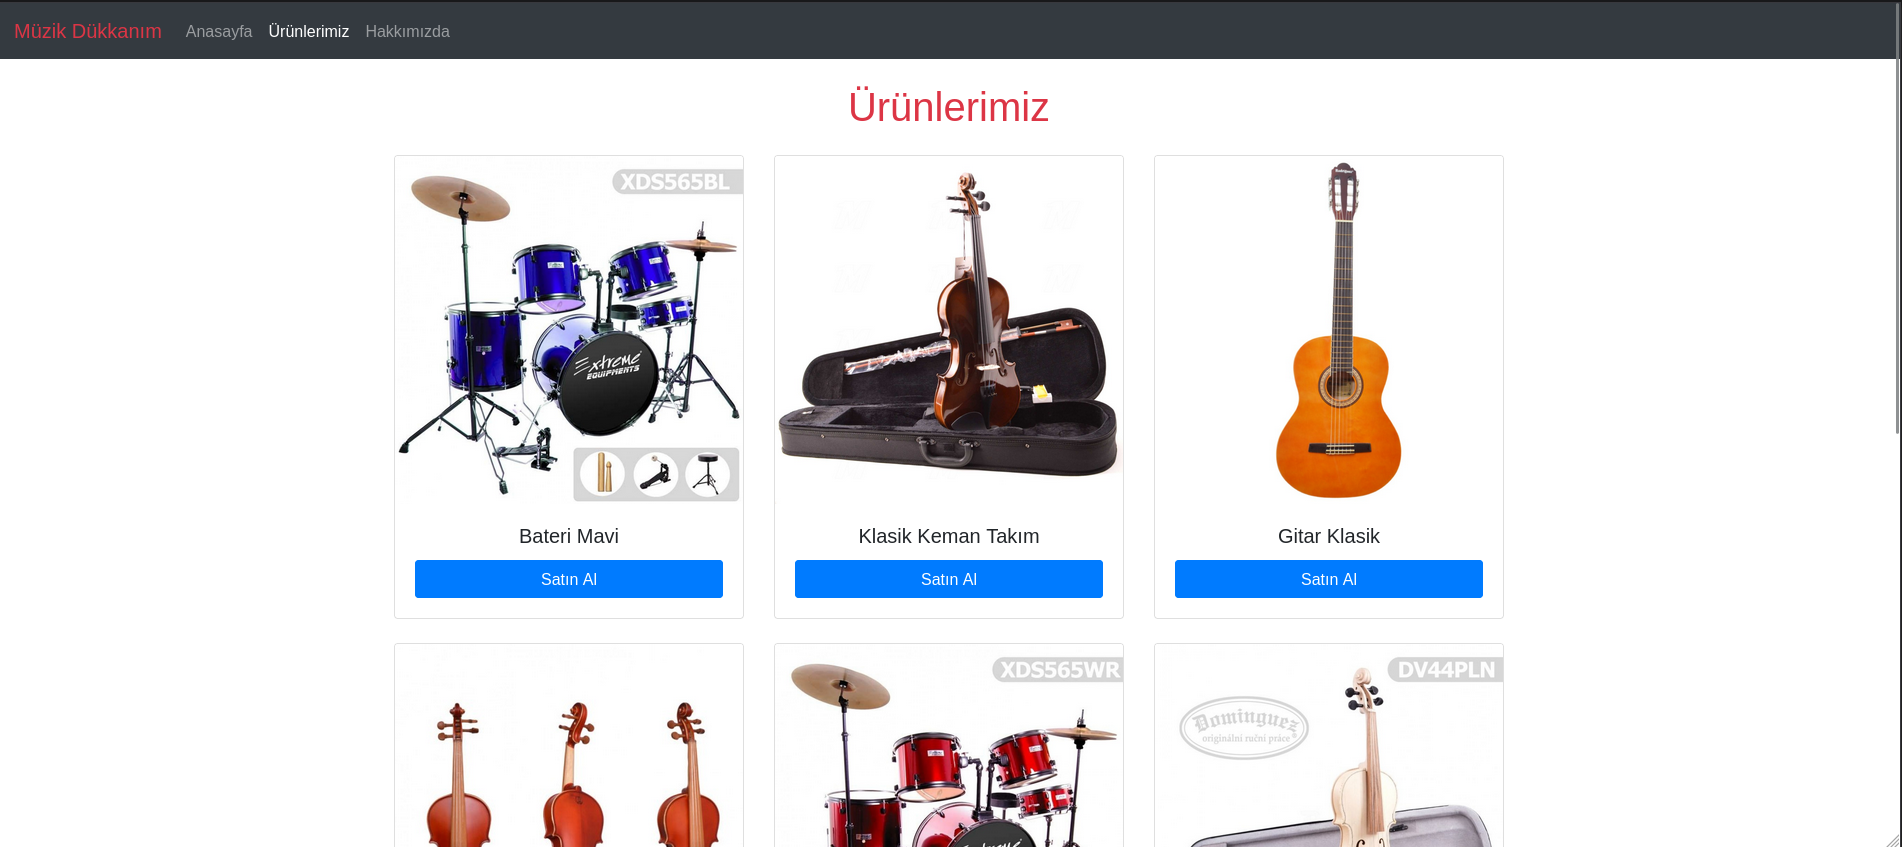 Müzik Dükkanım Anasayfa Ürünlerimiz Hakkımızda
Ürünlerimiz
XDS565BL
Extreme
EQUIPMENTS
Bateri Mavi
Satın Al
Klasik Keman Takım
Satın Al
Gitar Klasik
Satın Al
XDS565WR
DV44PLN
Dominguez
originální ruční práce